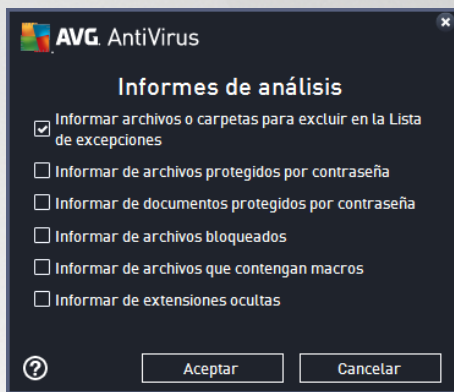 AVG. AntiVirus
Informes de análisis
Informar archivos o carpetas para excluir en la Lista
de excepciones
Informar de archivos protegidos por contraseña
Informar de documentos protegidos por contraseña
Informar de archivos bloqueados
Informar de archivos que contengan macros
Informar de extensiones ocultas
?
Aceptar
Cancelar